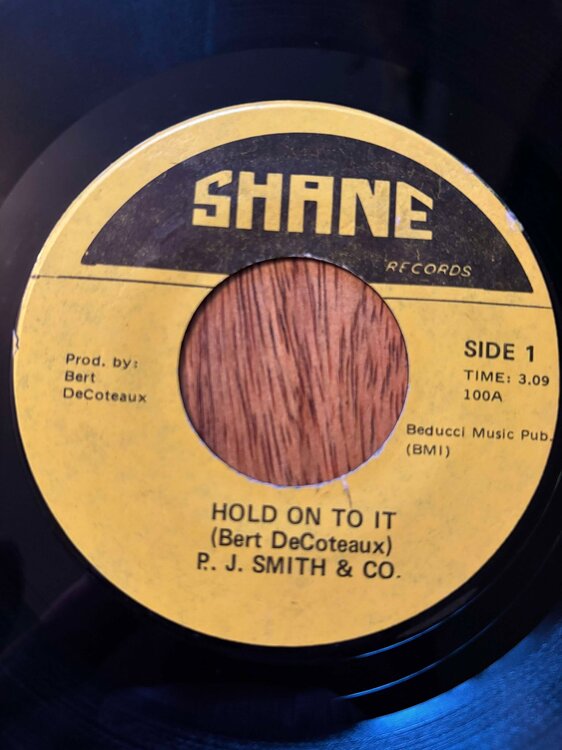 SHANE
RECORDS
SIDE 1
TIME: 3.09
100A
Prod. by:
Bert
DeCoteaux
Beducci Music Pub.
(BMI)
HOLD ON TO IT
(Bert DeCoteaux)
P. J. SMITH & CO.